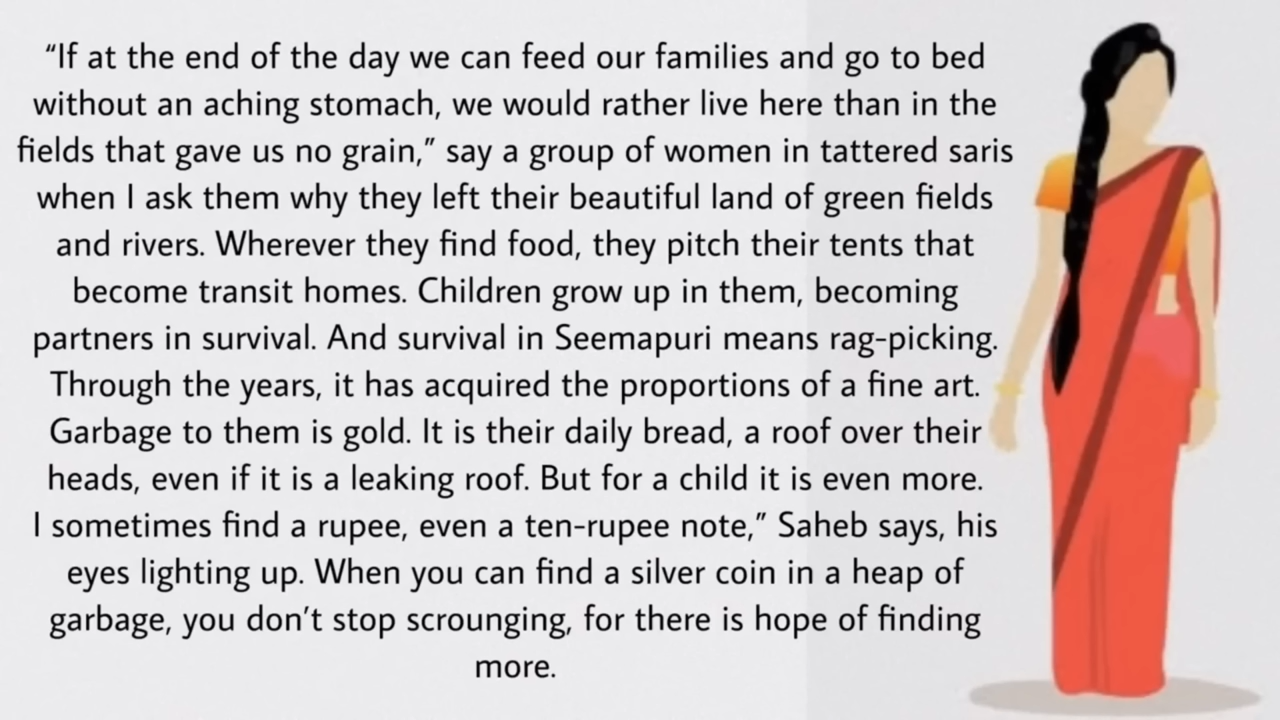 “If at the end of the day we can feed our families and go to bed
without an aching stomach, we would rather live here than in the
fields that gave us no grain,” say a group of women in tattered saris
when I ask them why they left their beautiful land of green fields
and rivers. Wherever they find food, they pitch their tents that
become transit homes. Children grow up in them, becoming
partners in survival. And survival in Seemapuri means rag-picking.
Through the years, it has acquired the proportions of a fine art.
Garbage to them is gold. It is their daily bread, a roof over their
heads, even if it is a leaking roof. But for a child it is even more.
I sometimes find a rupee, even a ten-rupee note,” Saheb says, his
eyes lighting up. When you can find a silver coin in a heap of
garbage, you don’t stop scrounging, for there is hope of finding
more.